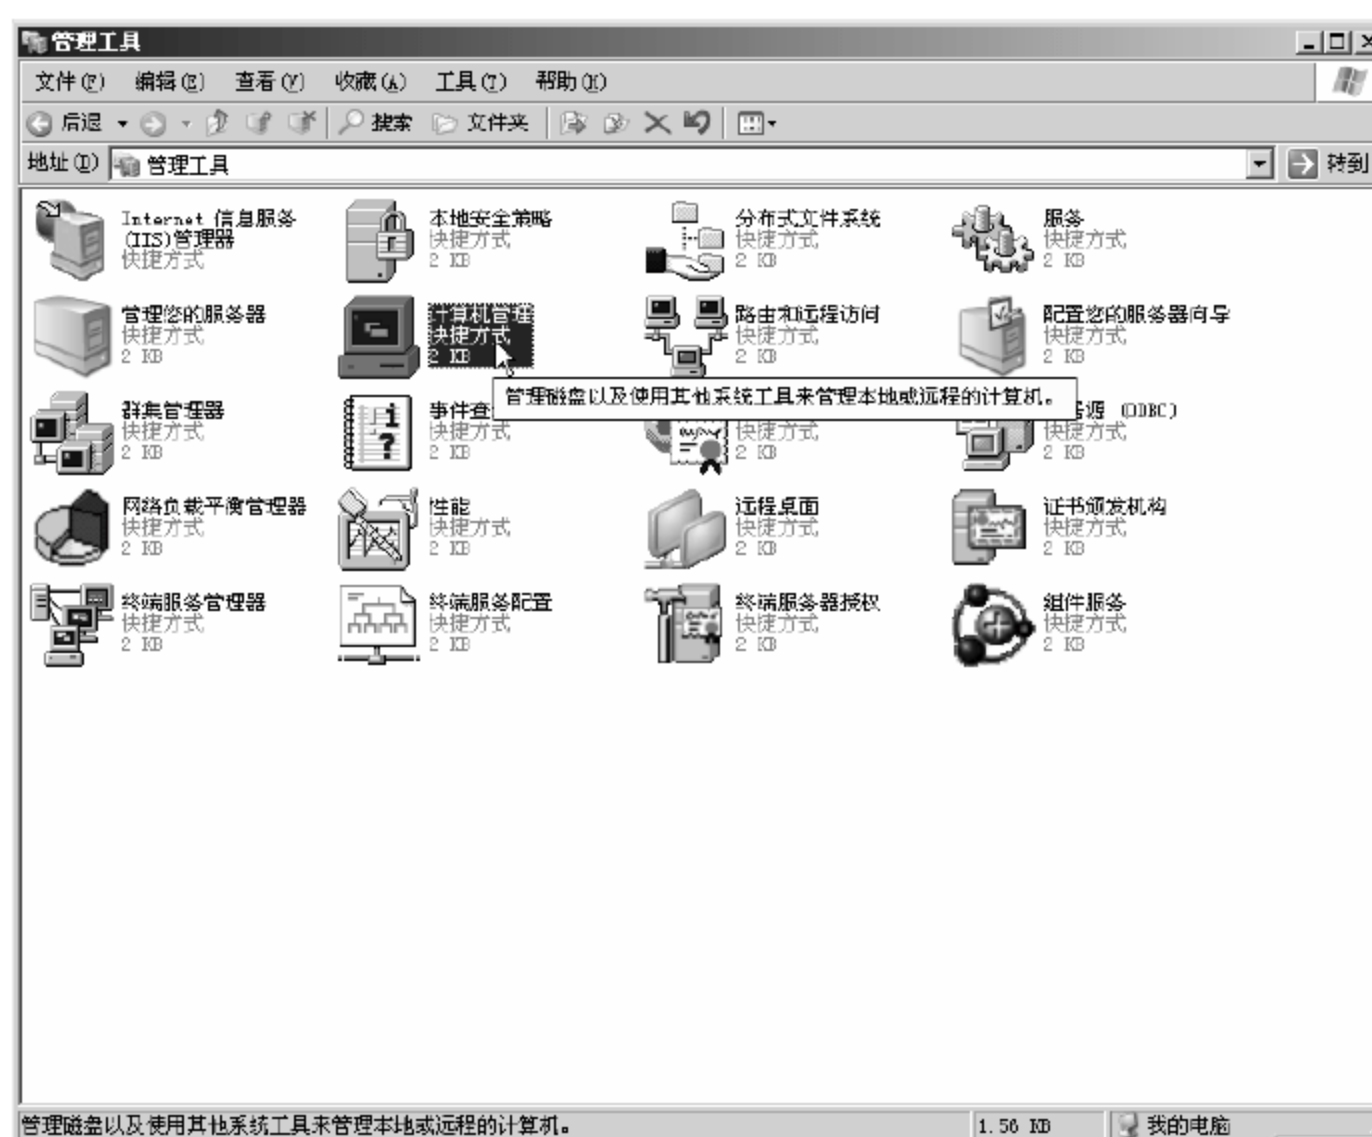 管理工具
文件(F) 编辑(E) 查看(V) 收藏(A) 工具(T) 帮助(H)
后退 搜索 文件夹
地址(D) 管理工具 转到
Internet 信息服务
(IIS)管理器
快捷方式
本地安全策略
快捷方式
2 KB
分布式文件系统
快捷方式
2 KB
服务
快捷方式
2 KB
管理您的服务器
快捷方式
2 KB
计算机管理
快捷方式
2 KB
路由和远程访问
快捷方式
2 KB
配置您的服务器向导
快捷方式
2 KB
管理磁盘以及使用其他系统工具来管理本地或远程的计算机。
群集管理器
快捷方式
2 KB
事件查
快捷方式
2 KB
快捷方式
2 KB
源 (ODBC)
快捷方式
2 KB
网络负载平衡管理器
快捷方式
2 KB
性能
快捷方式
2 KB
远程桌面
快捷方式
2 KB
证书颁发机构
快捷方式
2 KB
终端服务管理器
快捷方式
2 KB
终端服务配置
快捷方式
2 KB
终端服务器授权
快捷方式
2 KB
组件服务
快捷方式
2 KB
管理磁盘以及使用其他系统工具来管理本地或远程的计算机。 1.56 KB 我的电脑